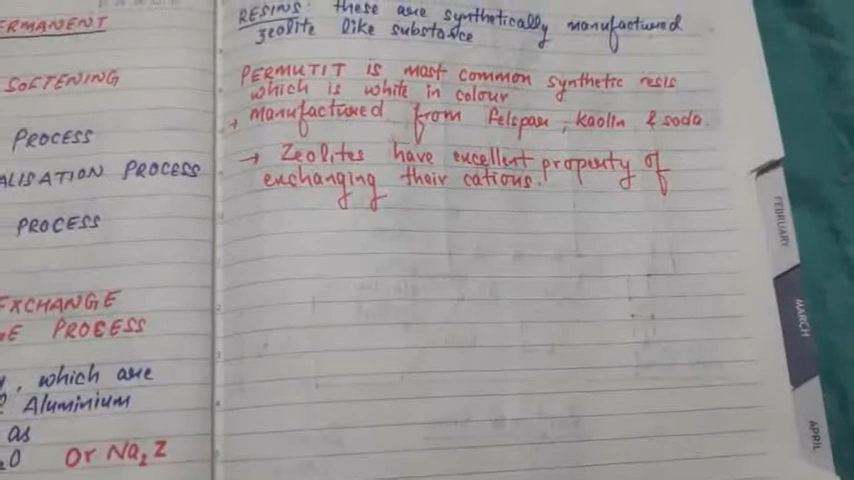 ERMANENT
SOFTENING
PROCESS
ALISATION PROCESS
PROCESS
EXCHANGE
GE PROCESS
, which are
Aluminium
as
O Or Na₂Z
RESINS: these are synthetically manufactured
zeolite like substance
PERMUTIT is most common synthetic resis
which is white in colour
→ Manufactured from felspar, kaolin & soda.
→ Zeolites have excellent property of
exchanging their cations.
FEBRUARY
MARCH
APRIL